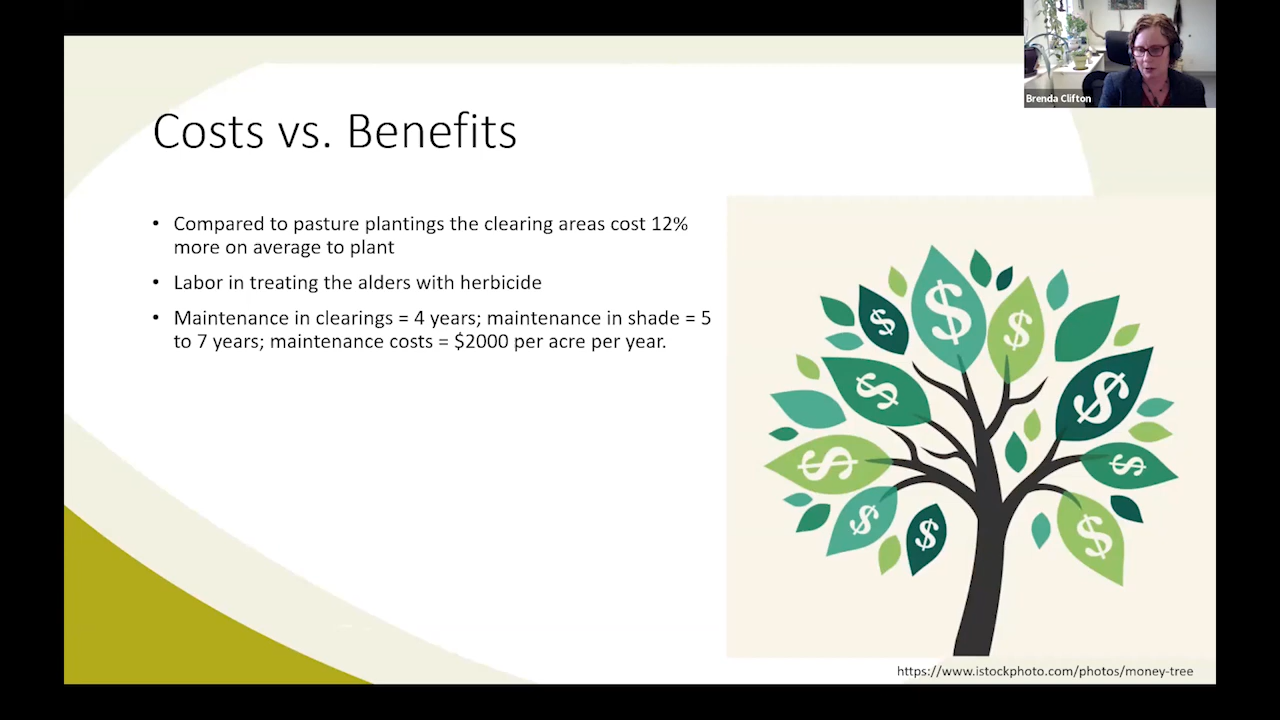 Brenda Clifton
Costs vs. Benefits
• Compared to pasture plantings the clearing areas cost 12%
more on average to plant
• Labor in treating the alders with herbicide
• Maintenance in clearings = 4 years; maintenance in shade = 5
to 7 years; maintenance costs = $2000 per acre per year.
$
$
$
$
$
$
$
$
$
$
https://www.istockphoto.com/photos/money-tree